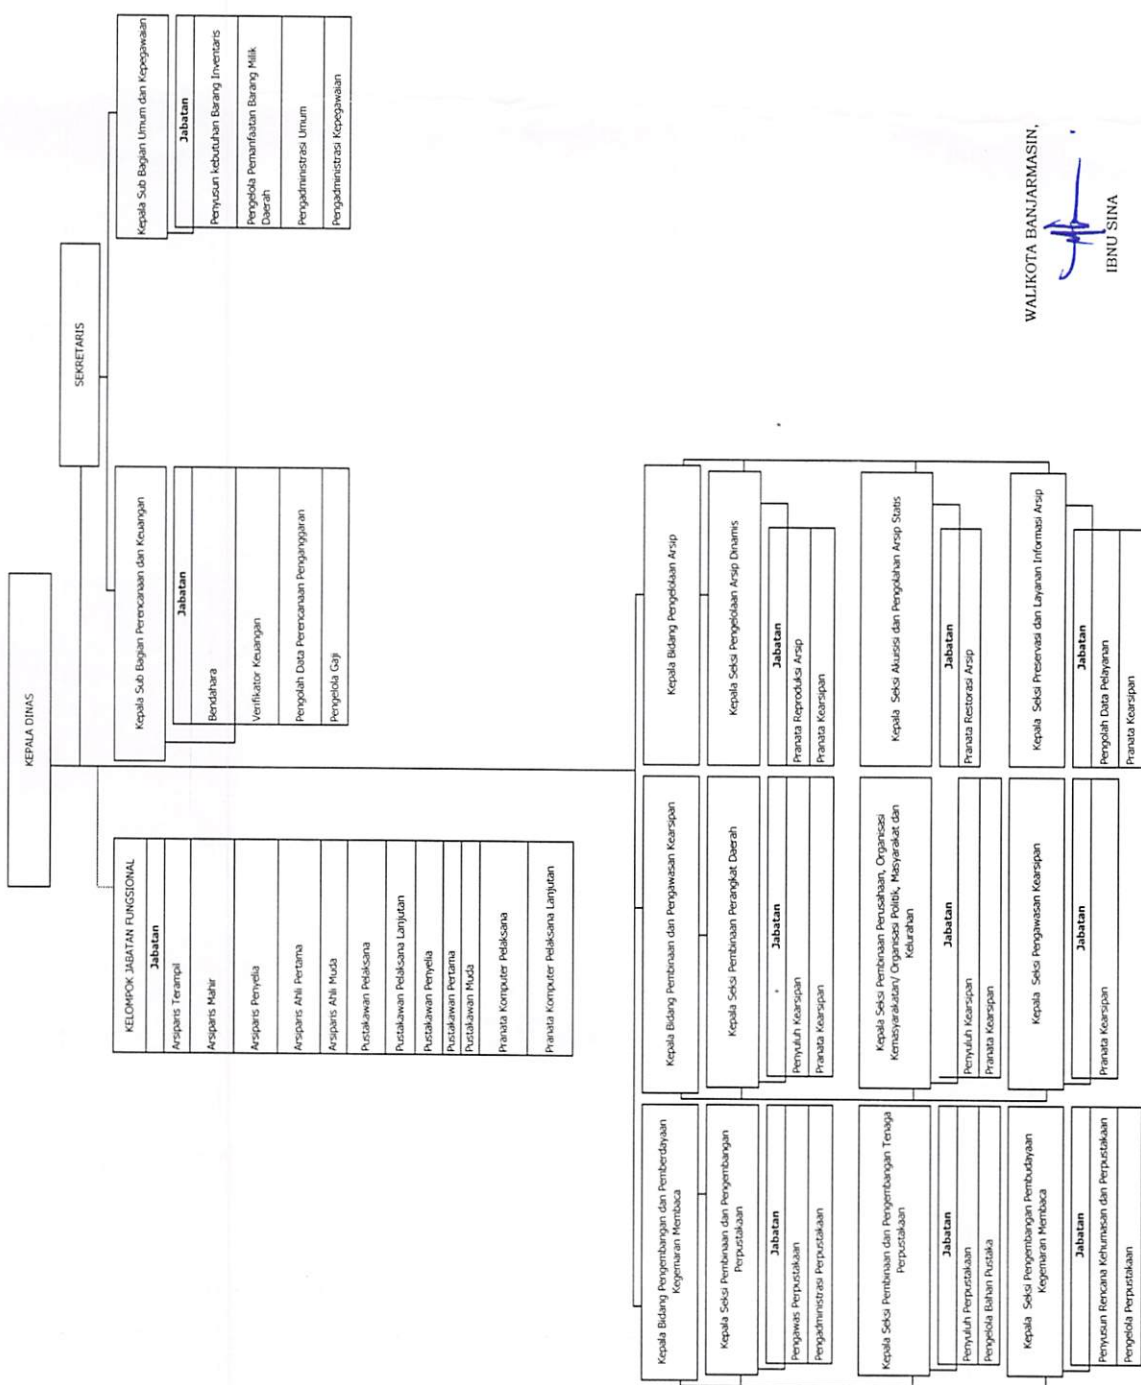 KEPALA DINAS
SEKRETARIS
KELOMPOK JABATAN FUNGSIONAL
Jabatan
Arsiparis Terampil
Arsiparis Mahir
Arsiparis Penyelia
Arsiparis Ahli Pertama
Arsiparis Ahli Muda
Pustakawan Pelaksana
Pustakawan Pelaksana Lanjutan
Pustakawan Penyelia
Pustakawan Pertama
Pustakawan Muda
Pranata Komputer Pelaksana
Pranata Komputer Pelaksana Lanjutan
Kepala Sub Bagian Perencanaan dan Keuangan
Jabatan
Bendahara
Verifikator Keuangan
Pengolah Data Perencanaan Penganggaran
Pengelola Gaji
Kepala Sub Bagian Umum dan Kepegawaian
Jabatan
Penyusun kebutuhan Barang Inventaris
Pengelola Pemanfaatan Barang Milik
Daerah
Pengadministrasi Umum
Pengadministrasi Kepegawaian
Kepala Bidang Pengembangan dan Pemberdayaan
Kegemaran Membaca
Kepala Seksi Pembinaan dan Pengembangan
Perpustakaan
Jabatan
Pengawas Perpustakaan
Pengadministrasi Perpustakaan
Kepala Seksi Pembinaan dan Pengembangan Tenaga
Perpustakaan
Jabatan
Penyuluh Perpustakaan
Pengelola Bahan Pustaka
Kepala Seksi Pengembangan Pembudayaan
Kegemaran Membaca
Jabatan
Penyusun Rencana Kehumasan dan Perpustakaan
Pengelola Perpustakaan
Kepala Bidang Pembinaan dan Pengawasan Kearsipan
Kepala Seksi Pembinaan Perangkat Daerah
Jabatan
Penyuluh Kearsipan
Pranata Kearsipan
Kepala Seksi Pembinaan Perusahaan, Organisasi
Kemasyarakatan/ Organisasi Politik, Masyarakat dan
Kelurahan
Jabatan
Penyuluh Kearsipan
Pranata Kearsipan
Kepala Seksi Pengawasan Kearsipan
Jabatan
Pranata Kearsipan
Kepala Bidang Pengelolaan Arsip
Kepala Seksi Pengelolaan Arsip Dinamis
Jabatan
Pranata Reproduksi Arsip
Pranata Kearsipan
Kepala Seksi Akuisisi dan Pengolahan Arsip Statis
Jabatan
Pranata Restorasi Arsip
Kepala Seksi Preservasi dan Layanan Informasi Arsip
Jabatan
Pengolah Data Pelayanan
Pranata Kearsipan
WALIKOTA BANJARMASIN,
IBNU SINA